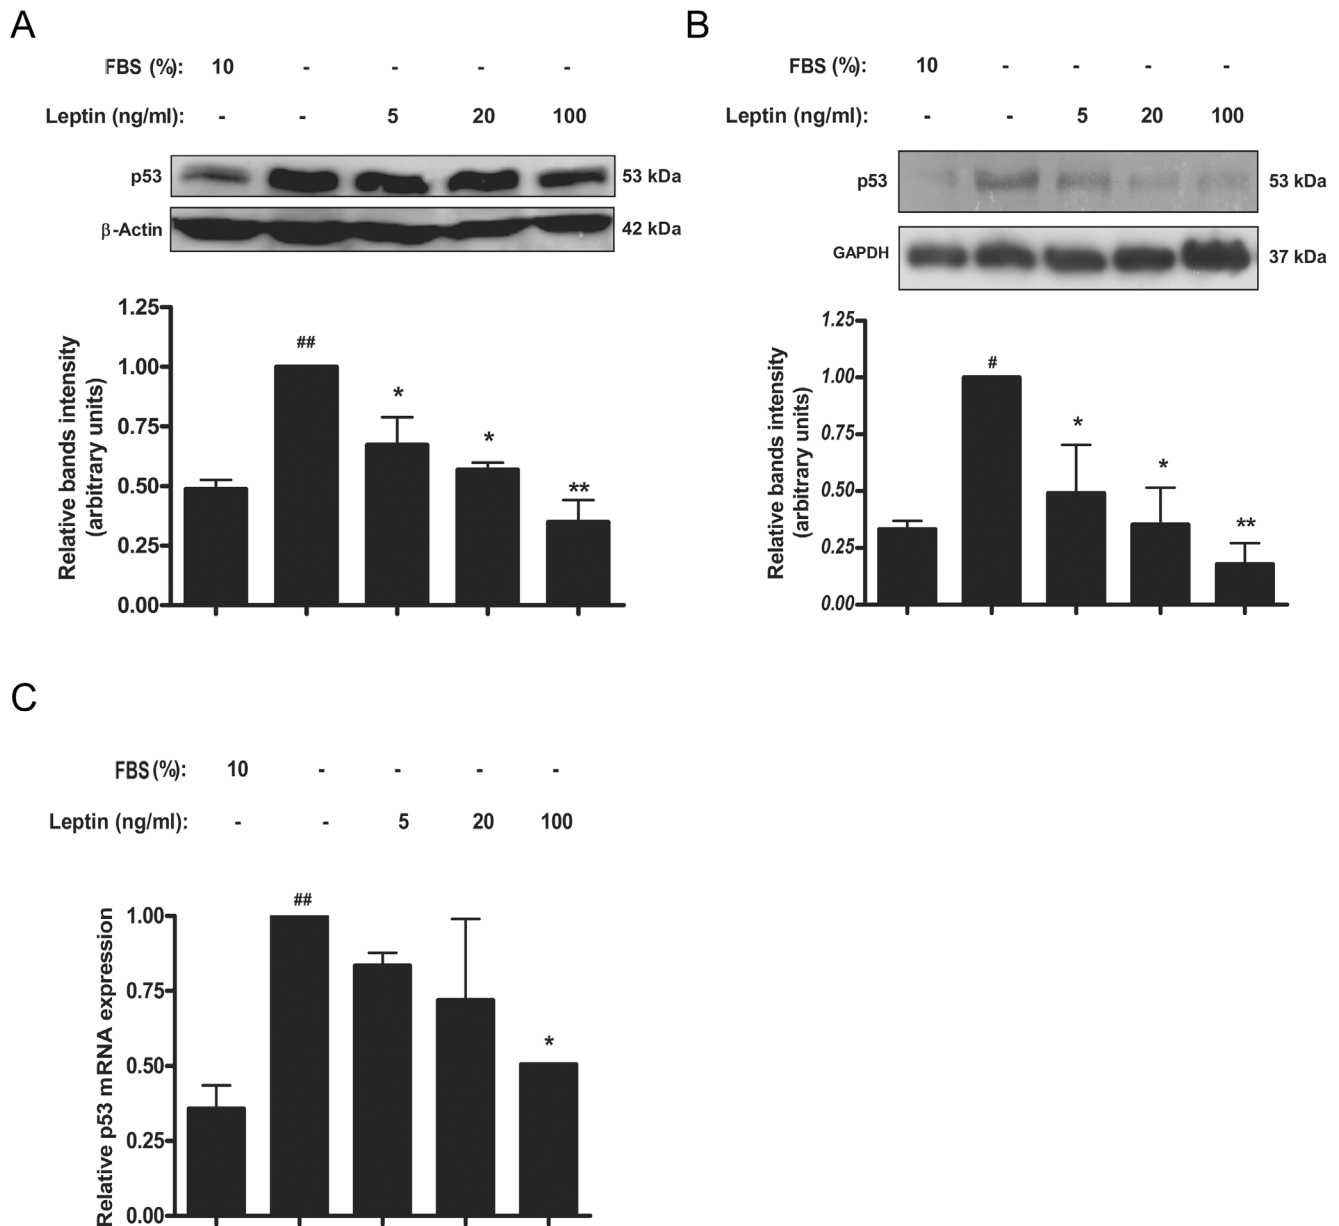 A
FBS (%): 10 - - - -
Leptin (ng/ml): - - 5 20 100
p53 53 kDa
β-Actin 42 kDa
1.25
1.00
0.75
0.50
0.25
0.00
Relative bands intensity
(arbitrary units)
##
*
*
**
B
FBS (%): 10 - - - -
Leptin (ng/ml): - - 5 20 100
p53 53 kDa
GAPDH 37 kDa
1.25
1.00
0.75
0.50
0.25
0.00
Relative bands intensity
(arbitrary units)
#
*
*
**
C
FBS (%): 10 - - - -
Leptin (ng/ml): - - 5 20 100
1.00
0.75
0.50
0.25
0.00
Relative p53 mRNA expression
##
*